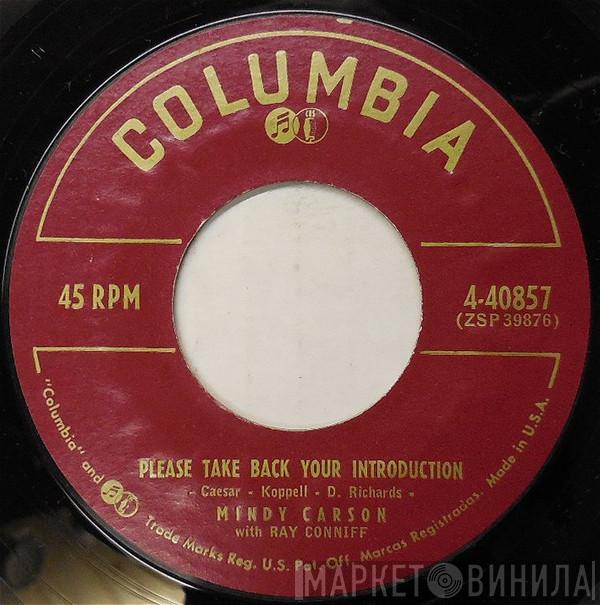 COLUMBIA
45 RPM
4-40857
(ZSP 39876)
PLEASE TAKE BACK YOUR INTRODUCTION
- Caesar - Koppell - D. Richards -
MINDY CARSON
with RAY CONNIFF
"Columbia" and Trade Marks Reg. U.S. Pat. Off. Marcas Registradas. Made in U.S.A.
МАРКЕТ ВИНИЛА